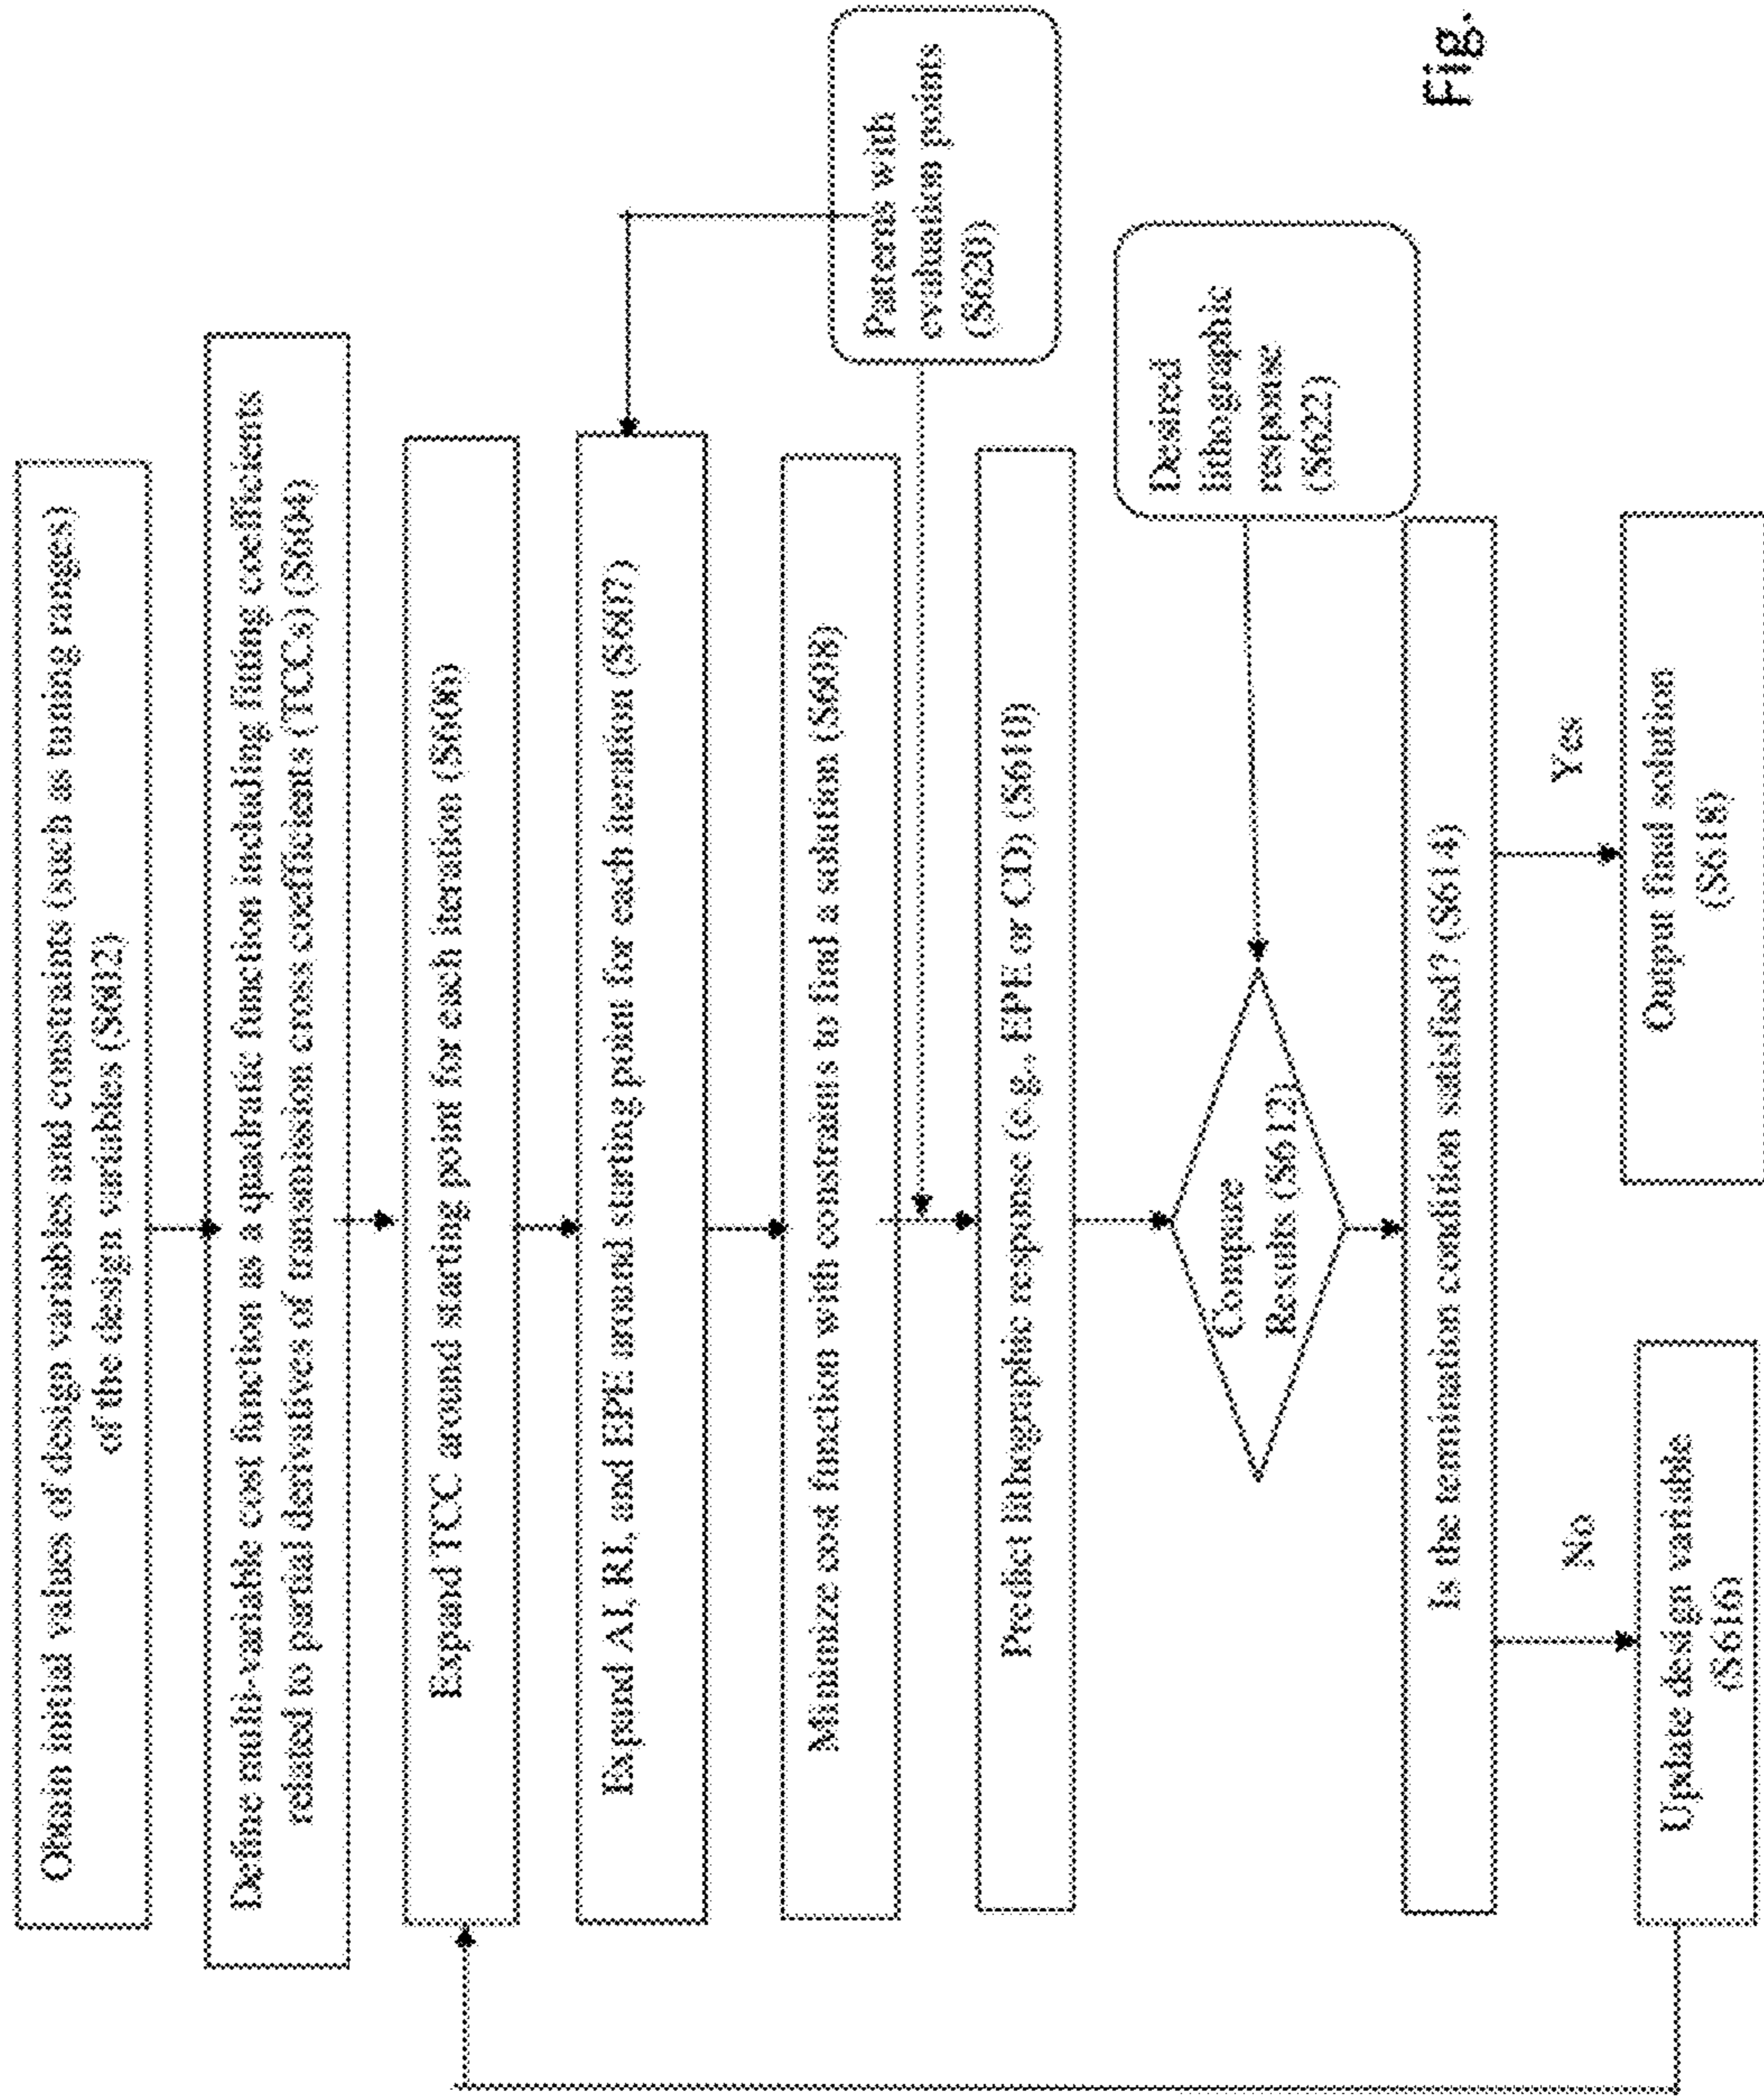 Obtain initial values of design variables and constraints (such as tuning ranges)
of the design variables (S602)
Define multi-variable cost function as a quadratic function including fitting coefficients
related to partial derivatives of transmission cross coefficients (TCCs) (S604)
Expand TCC around starting point for each iteration (S606)
Expand AI, RI, and EPE around starting point for each iteration (S607)
Patterns with
evaluation points
(S620)
Minimize cost function with constraints to find a solution (S608)
Predict lithographic response (e.g., EPE or CD) (S610)
Desired
lithographic
response
(S622)
Compare
Results (S612)
Is the termination condition satisfied? (S614)
No
Yes
Update design variable
(S616)
Output final solution
(S618)
Fig.